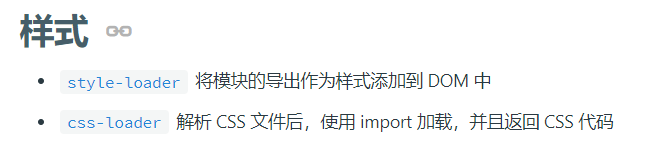 样式
style-loader 将模块的导出作为样式添加到 DOM 中
css-loader 解析 CSS 文件后，使用 import 加载，并且返回 CSS 代码